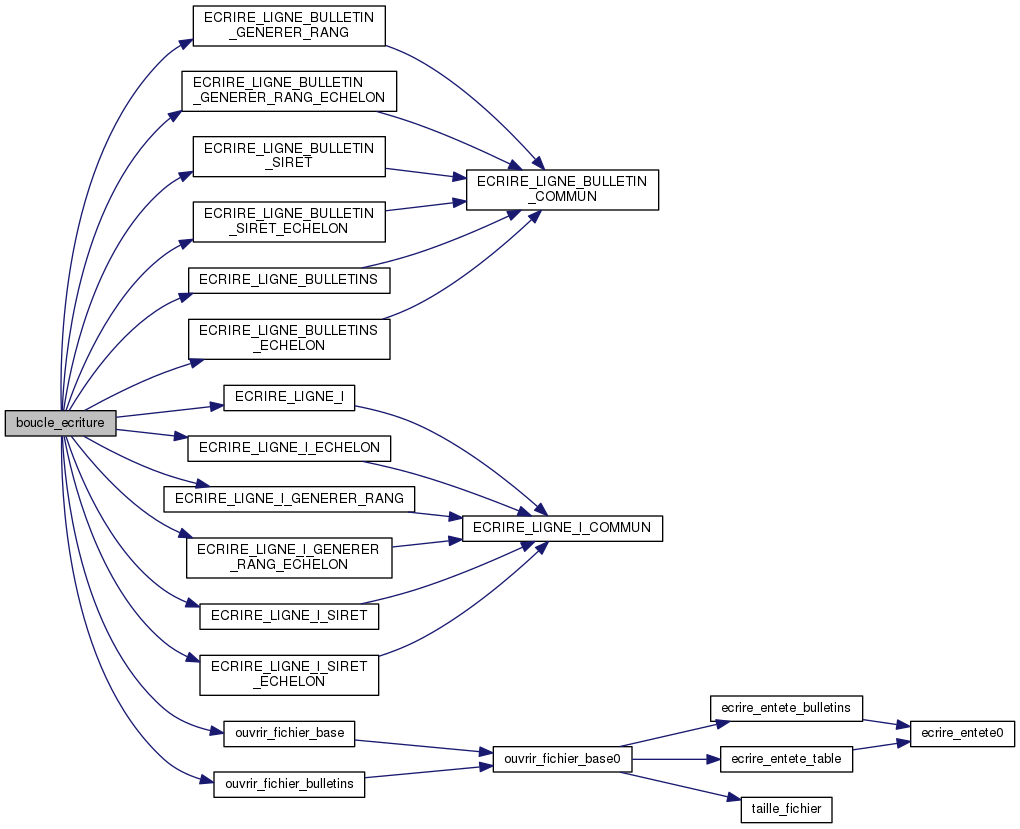 ECRIRE_LIGNE_BULLETIN
_GENERER_RANG
ECRIRE_LIGNE_BULLETIN
_GENERER_RANG_ECHELON
ECRIRE_LIGNE_BULLETIN
_SIRET
ECRIRE_LIGNE_BULLETIN
_COMMUN
ECRIRE_LIGNE_BULLETIN
_SIRET_ECHELON
ECRIRE_LIGNE_BULLETINS
ECRIRE_LIGNE_BULLETINS
_ECHELON
ECRIRE_LIGNE_I
boucle_ecriture
ECRIRE_LIGNE_I_ECHELON
ECRIRE_LIGNE_I_GENERER_RANG
ECRIRE_LIGNE_I_COMMUN
ECRIRE_LIGNE_I_GENERER
_RANG_ECHELON
ECRIRE_LIGNE_I_SIRET
ECRIRE_LIGNE_I_SIRET
_ECHELON
ecrire_entete_bulletins
ouvrir_fichier_base
ecrire_entete0
ouvrir_fichier_base0
ecrire_entete_table
ouvrir_fichier_bulletins
taille_fichier